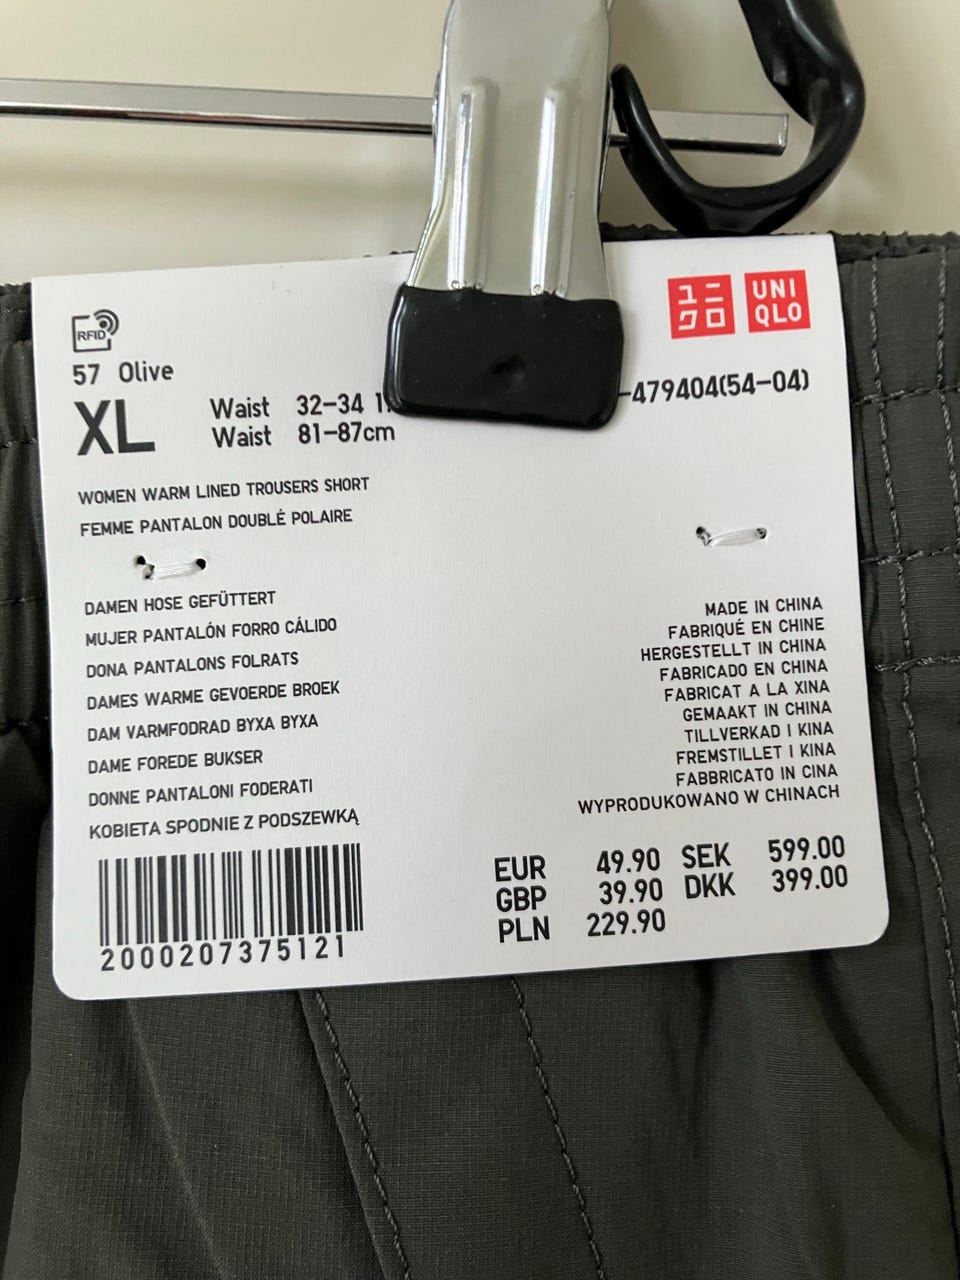 RFID
ユニ
クロ
UNI
QLO
57 Olive
XL
Waist 32-34
Waist 81-87cm
-479404(54-04)
WOMEN WARM LINED TROUSERS SHORT
FEMME PANTALON DOUBLÉ POLAIRE
DAMEN HOSE GEFÜTTERT
MUJER PANTALÓN FORRO CÁLIDO
DONA PANTALONS FOLRATS
DAMES WARME GEVOERDE BROEK
DAM VARMFODRAD BYXA BYXA
DAME FOREDE BUKSER
DONNE PANTALONI FODERATI
KOBIETA SPODNIE Z PODSZEWKĄ
MADE IN CHINA
FABRIQUÉ EN CHINE
HERGESTELLT IN CHINA
FABRICADO EN CHINA
FABRICAT A LA XINA
GEMAAKT IN CHINA
TILLVERKAD I KINA
FREMSTILLET I KINA
FABBRICATO IN CINA
WYPRODUKOWANO W CHINACH
EUR 49.90 SEK 599.00
GBP 39.90 DKK 399.00
PLN 229.90
2000207375121